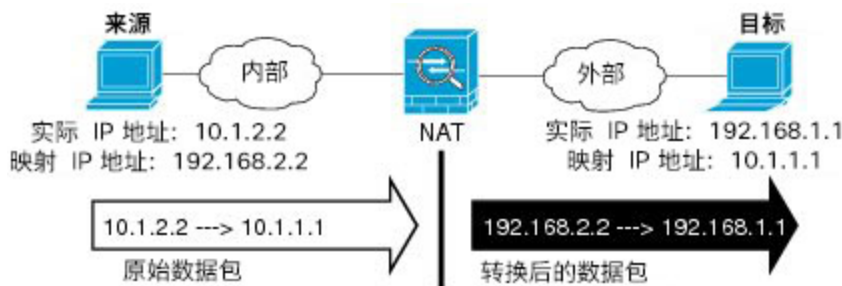 来源
目标
内部
外部
NAT
实际 IP 地址: 10.1.2.2
映射 IP 地址: 192.168.2.2
实际 IP 地址: 192.168.1.1
映射 IP 地址: 10.1.1.1
10.1.2.2 ---> 10.1.1.1
192.168.2.2 ---> 192.168.1.1
原始数据包
转换后的数据包